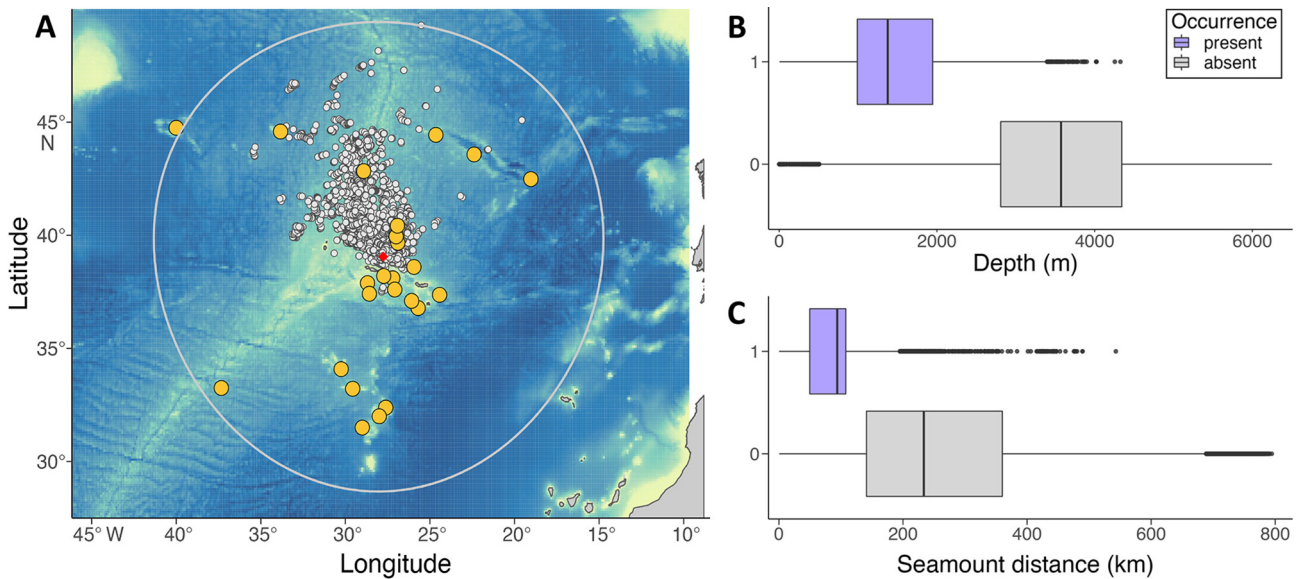 A
Latitude
45°
N
40°
35°
30°
45° W
40°
35°
30°
25°
20°
15°
10°
Longitude
B
Occurrence
present
absent
1
0
0
2000
4000
6000
Depth (m)
C
1
0
0
200
400
600
800
Seamount distance (km)